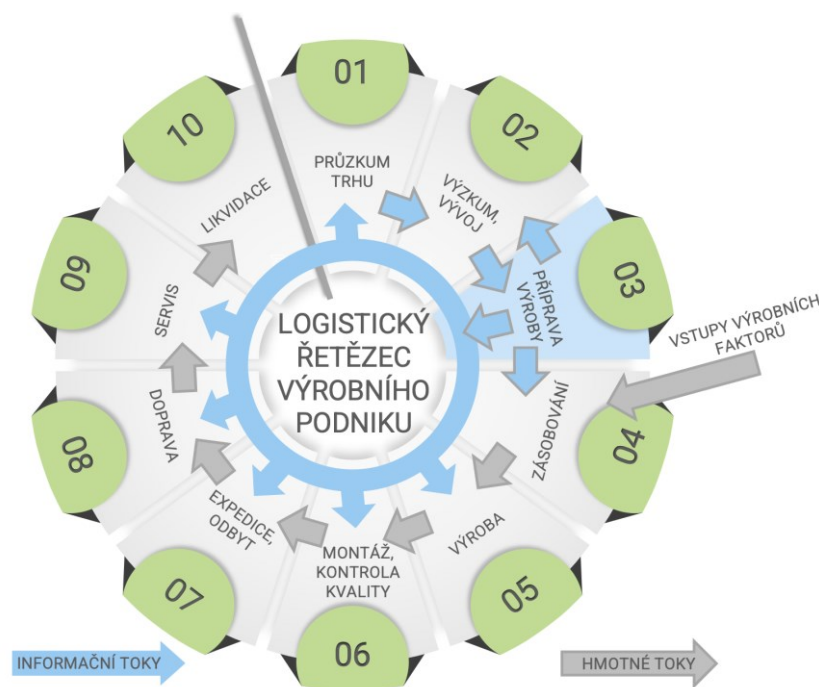 01
PRŮZKUM
TRHU
02
VÝZKUM,
VÝVOJ
03
PŘÍPRAVA
VÝROBY
VSTUPY VÝROBNÍCH
FAKTORŮ
04
ZÁSOBOVÁNÍ
05
VÝROBA
06
MONTÁŽ,
KONTROLA
KVALITY
07
EXPEDICE,
ODBYT
08
DOPRAVA
09
SERVIS
10
LIKVIDACE
LOGISTICKÝ
ŘETĚZEC
VÝROBNÍHO
PODNIKU
INFORMAČNÍ TOKY
HMOTNÉ TOKY